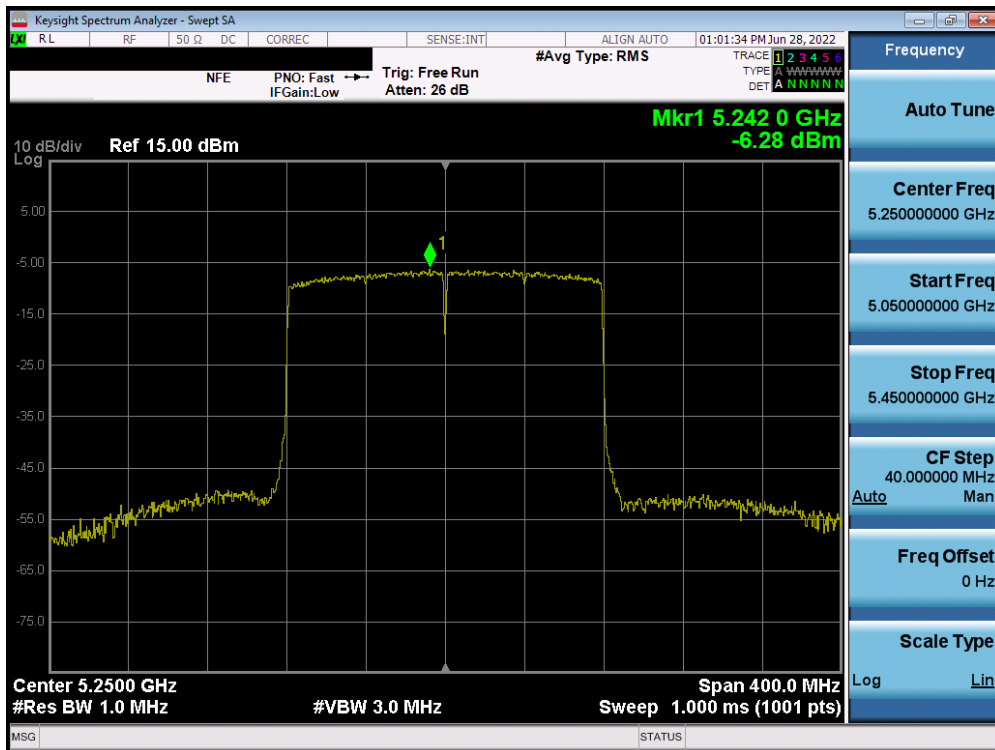 Keysight Spectrum Analyzer - Swept SA
LXI RL RF 50 Ω DC CORREC SENSE:INT ALIGN AUTO 01:01:34 PM Jun 28, 2022
NFE PNO: Fast IFGain:Low Trig: Free Run Atten: 26 dB #Avg Type: RMS
TRACE 1 2 3 4 5 6
TYPE A WWWWW
DET A N N N N N
Mkr1 5.242 0 GHz
-6.28 dBm
10 dB/div Ref 15.00 dBm
Log
5.00
-5.00
-15.0
-25.0
-35.0
-45.0
-55.0
-65.0
-75.0
1
Center 5.2500 GHz Span 400.0 MHz
#Res BW 1.0 MHz #VBW 3.0 MHz Sweep 1.000 ms (1001 pts)
MSG STATUS
Frequency
Auto Tune
Center Freq
5.250000000 GHz
Start Freq
5.050000000 GHz
Stop Freq
5.450000000 GHz
CF Step
40.000000 MHz
Auto Man
Freq Offset
0 Hz
Scale Type
Log Lin